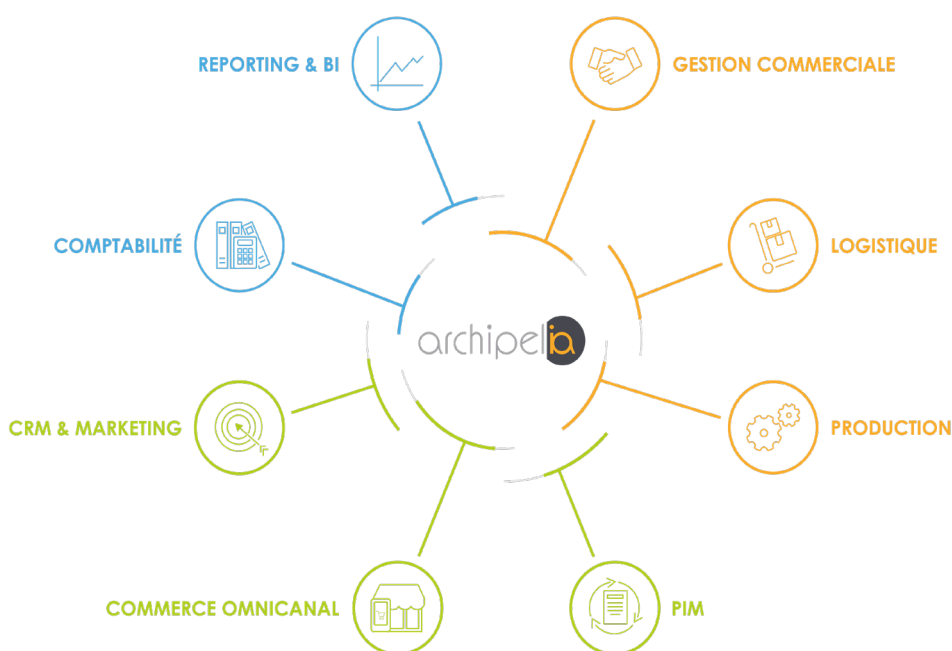 REPORTING & BI
GESTION COMMERCIALE
COMPTABILITÉ
LOGISTIQUE
archipelia
CRM & MARKETING
PRODUCTION
COMMERCE OMNICANAL
PIM